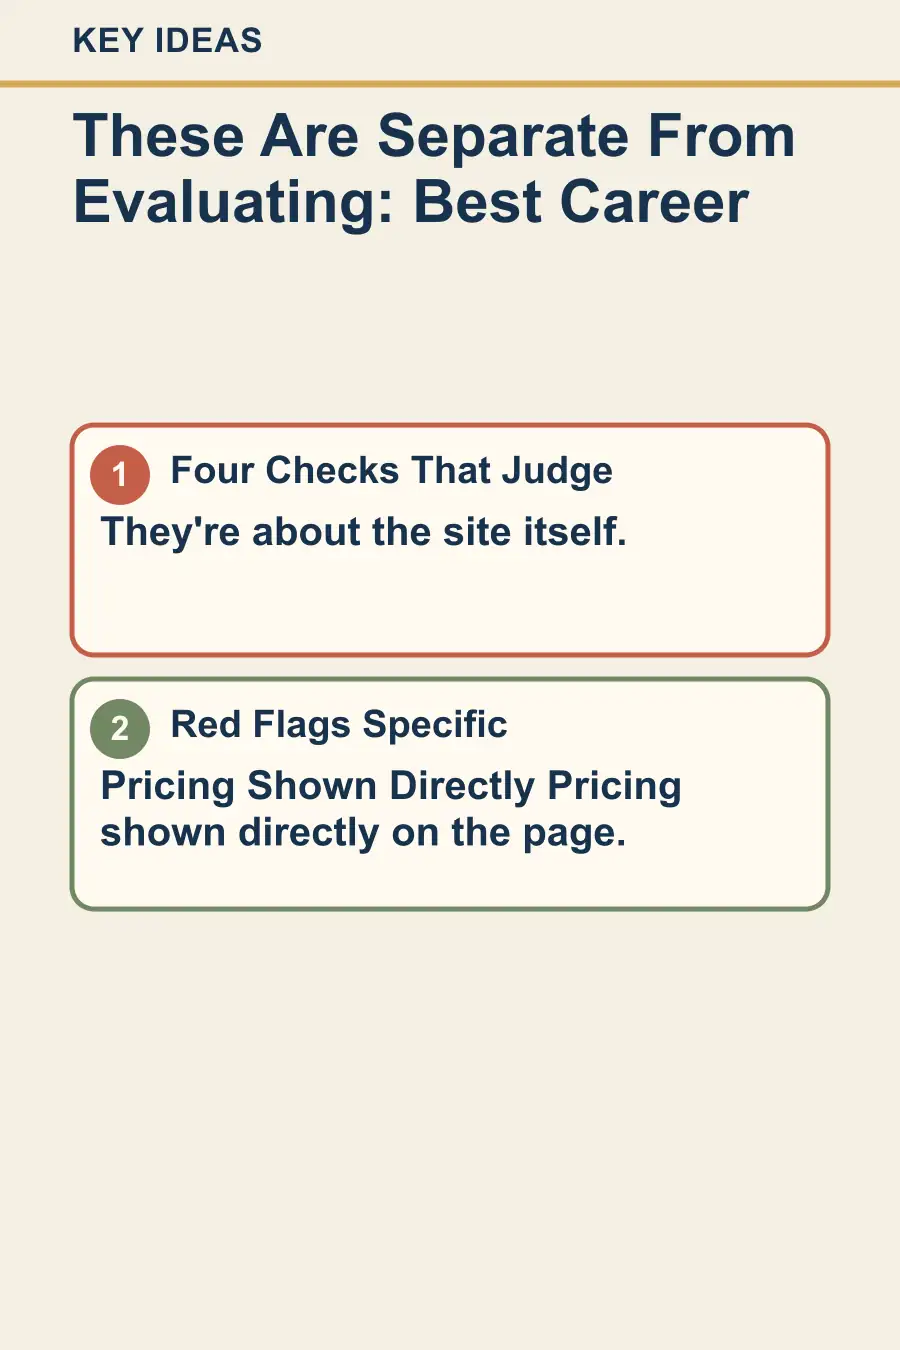 KEY IDEAS
These Are Separate From
Evaluating: Best Career
1 Four Checks That Judge
They're about the site itself.
2 Red Flags Specific
Pricing Shown Directly Pricing
shown directly on the page.